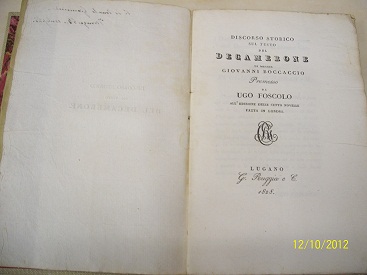 DISCORSO STORICO
SUL TESTO
DEL
DECAMERONE
DI MESSER
GIOVANNI BOCCACCIO
Premesso
DA
UGO FOSCOLO
ALL' EDIZIONE DELLE CENTO NOVELLE
FATTA IN LONDRA.
LUGANO
G. Ruggia e C.
1828.
12/10/2012